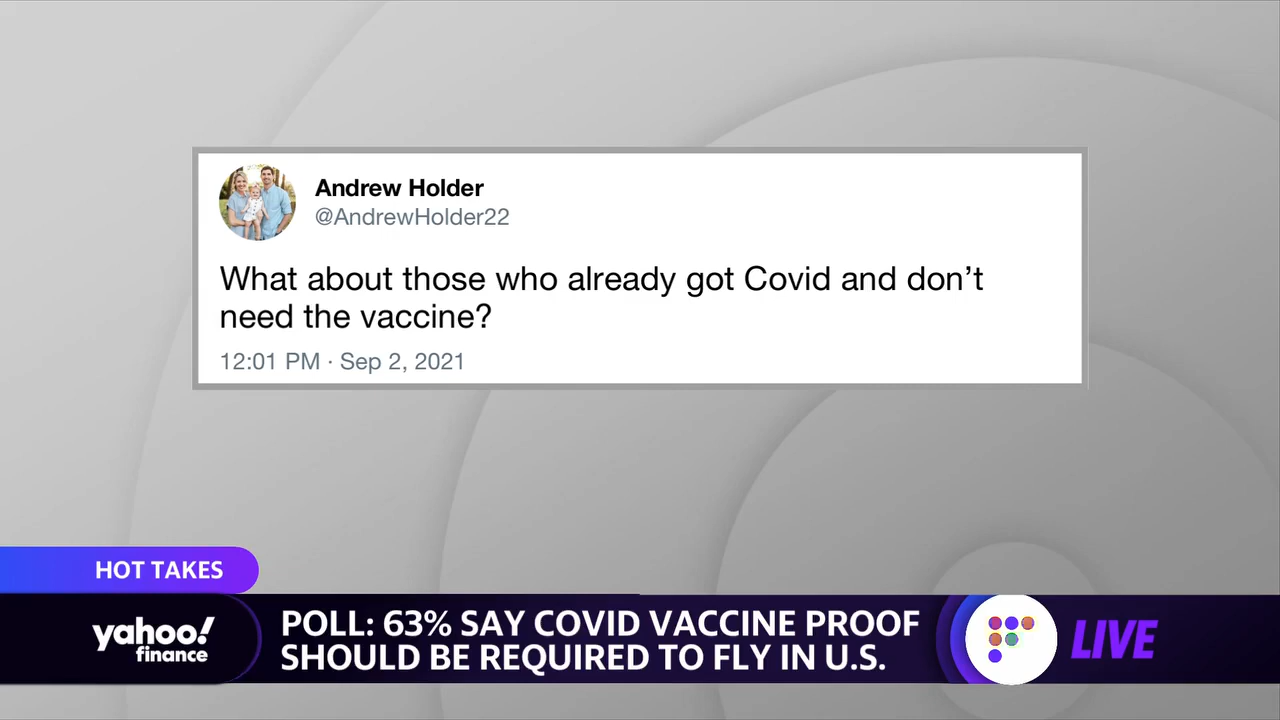 Andrew Holder
@AndrewHolder22
What about those who already got Covid and don’t
need the vaccine?
12:01 PM · Sep 2, 2021
HOT TAKES
yahoo!
finance
POLL: 63% SAY COVID VACCINE PROOF
SHOULD BE REQUIRED TO FLY IN U.S.
LIVE